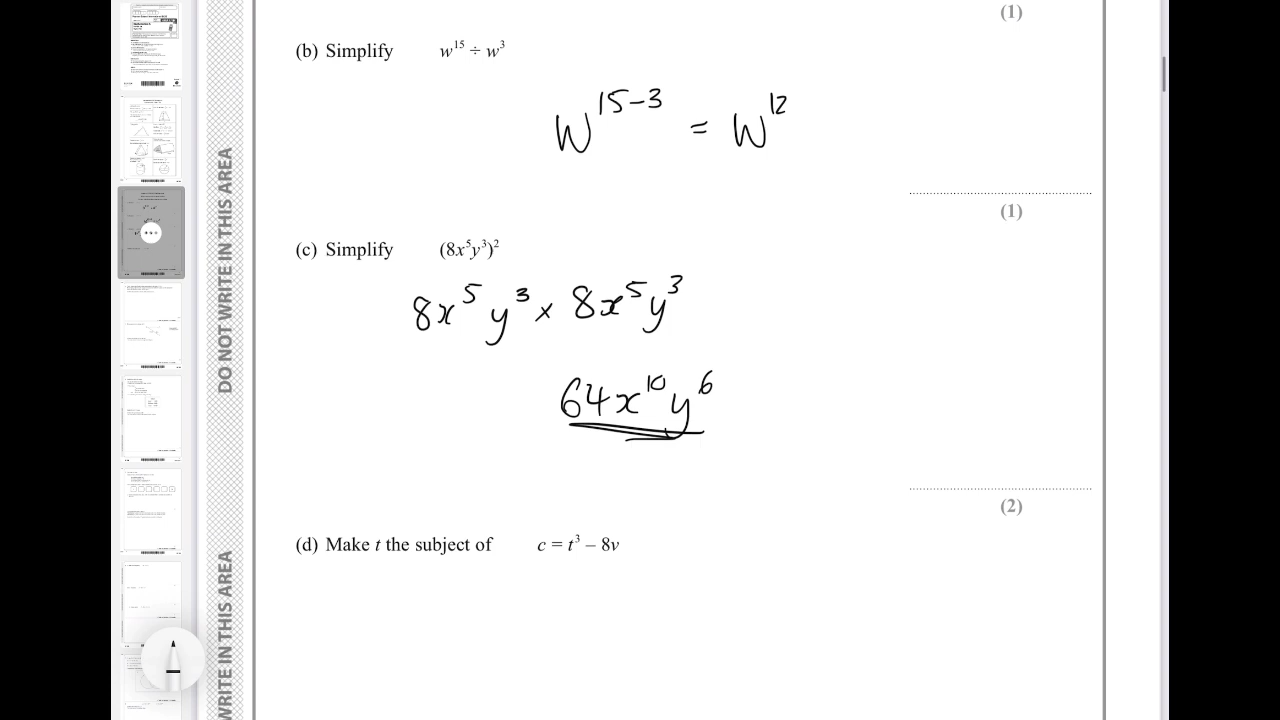 (1)
(b) Simplify w¹⁵ ÷ w³
w¹⁵⁻³ = w¹²
(1)
(c) Simplify (8x⁵y³)²
8x⁵y³ × 8x⁵y³
64x¹⁰y⁶
(2)
(d) Make t the subject of c = t³ – 8v
DO NOT WRITE IN THIS AREA
WRITE IN THIS AREA